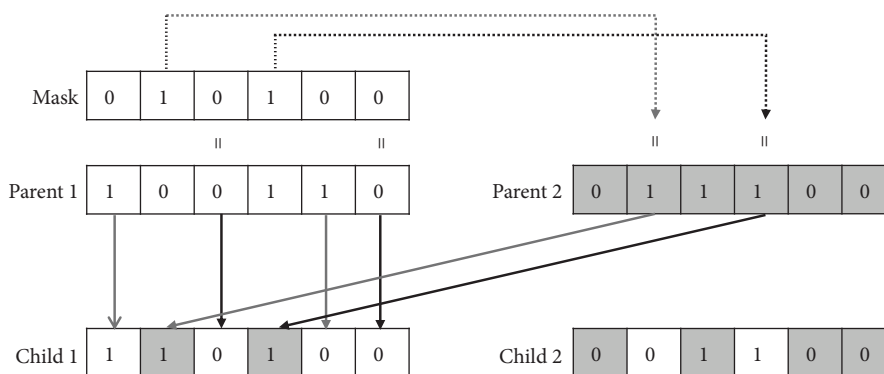 Mask 0 1 0 1 0 0
= = = =
Parent 1 1 0 0 1 1 0 Parent 2 0 1 1 1 0 0
Child 1 1 1 0 1 0 0 Child 2 0 0 1 1 0 0